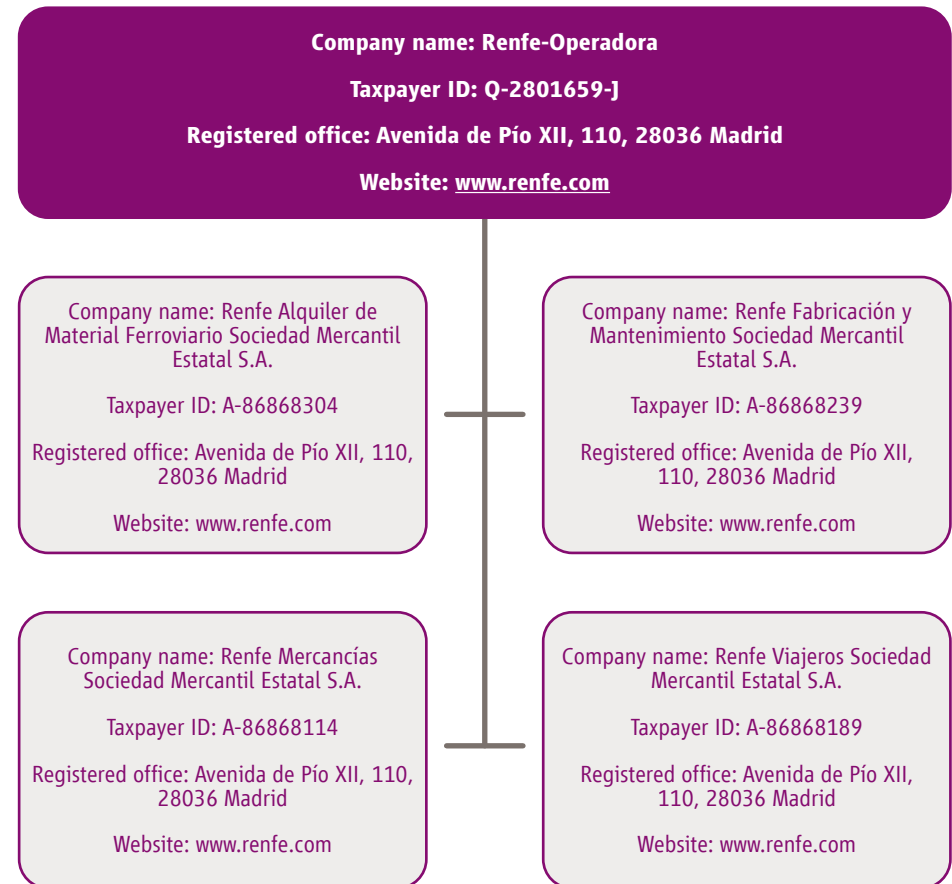 Company name: Renfe-Operadora
Taxpayer ID: Q-2801659-J
Registered office: Avenida de Pío XII, 110, 28036 Madrid
Website: www.renfe.com
Company name: Renfe Alquiler de
Material Ferroviario Sociedad Mercantil
Estatal S.A.
Taxpayer ID: A-86868304
Registered office: Avenida de Pío XII, 110,
28036 Madrid
Website: www.renfe.com
Company name: Renfe Fabricación y
Mantenimiento Sociedad Mercantil
Estatal S.A.
Taxpayer ID: A-86868239
Registered office: Avenida de Pío XII,
110, 28036 Madrid
Website: www.renfe.com
Company name: Renfe Mercancías
Sociedad Mercantil Estatal S.A.
Taxpayer ID: A-86868114
Registered office: Avenida de Pío XII, 110,
28036 Madrid
Website: www.renfe.com
Company name: Renfe Viajeros Sociedad
Mercantil Estatal S.A.
Taxpayer ID: A-86868189
Registered office: Avenida de Pío XII,
110, 28036 Madrid
Website: www.renfe.com